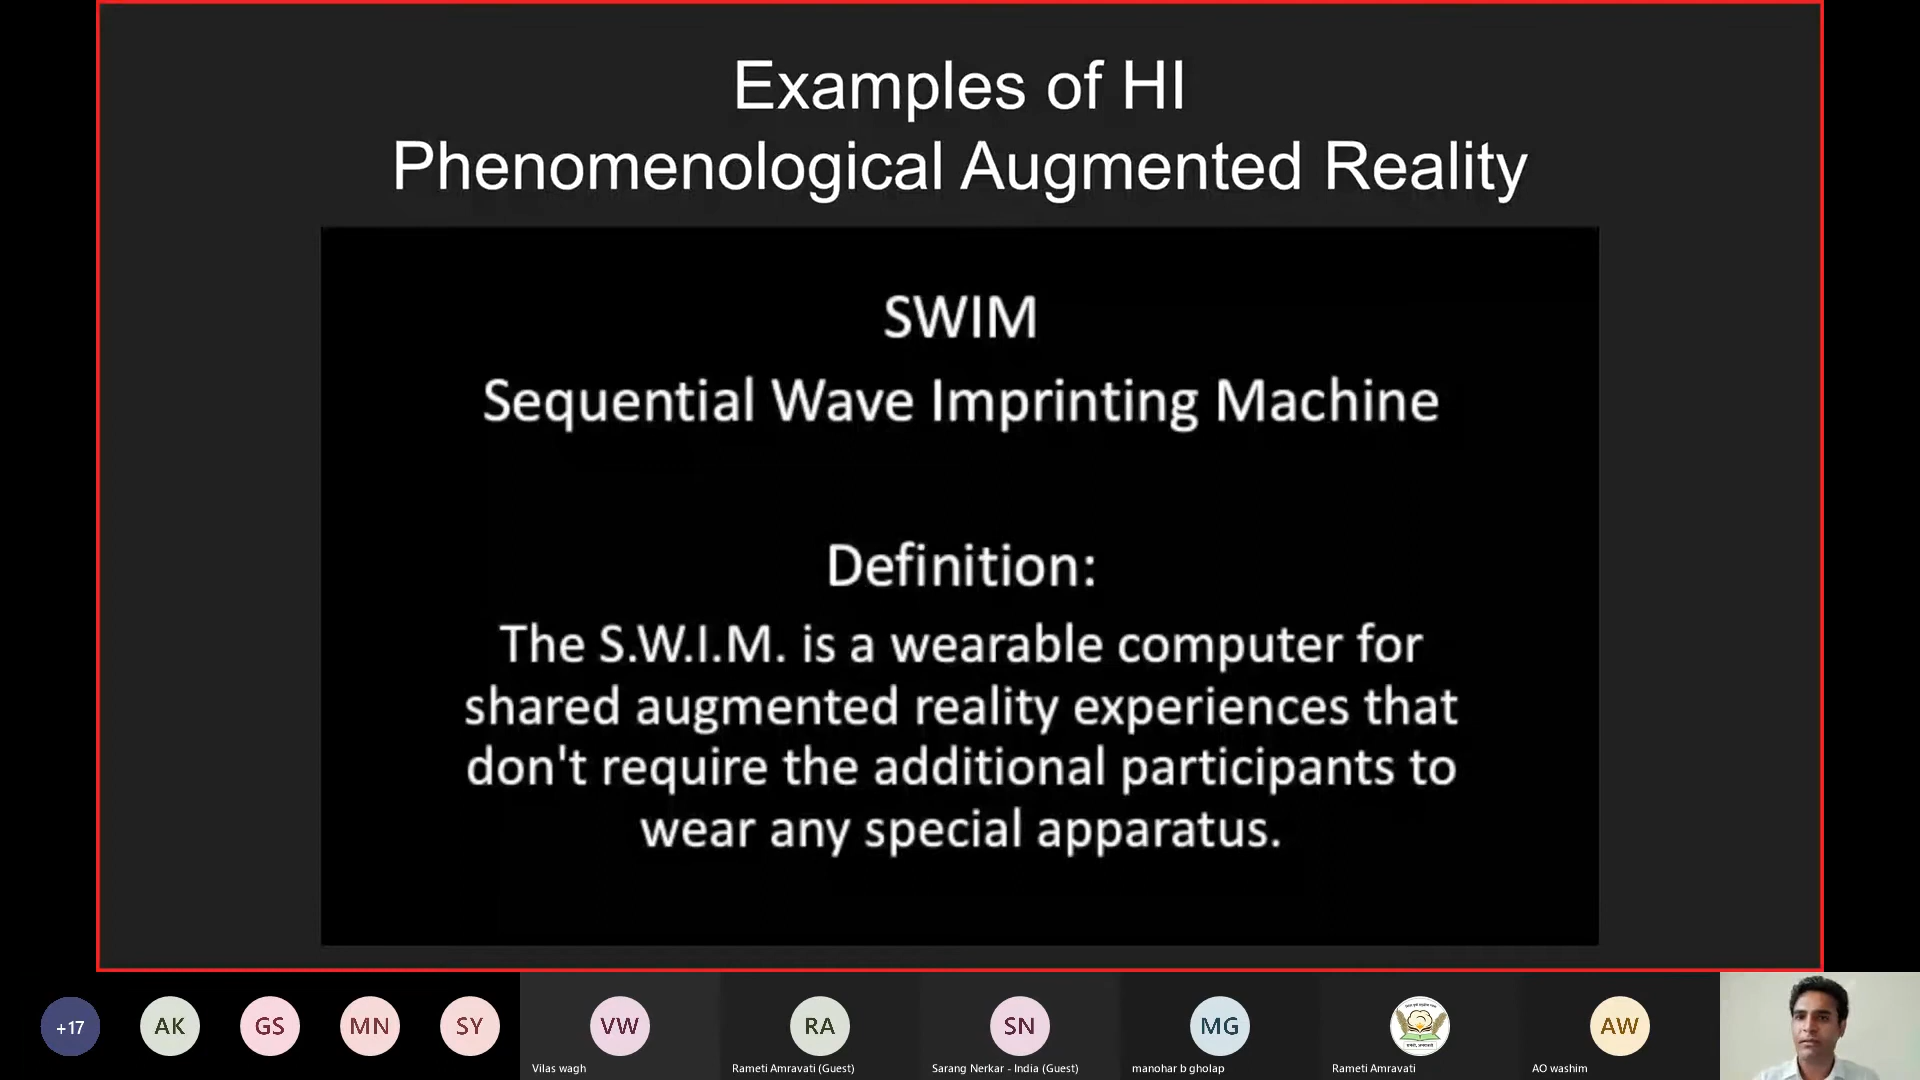 Examples of HI
Phenomenological Augmented Reality
SWIM
Sequential Wave Imprinting Machine
Definition:
The S.W.I.M. is a wearable computer for
shared augmented reality experiences that
don't require the additional participants to
wear any special apparatus.
+17
AK
GS
MN
SY
VW
RA
SN
MG
AW
Vilas wagh
Rameti Amravati (Guest)
Sarang Nerkar - India (Guest)
manohar b gholap
Rameti Amravati
AO washim